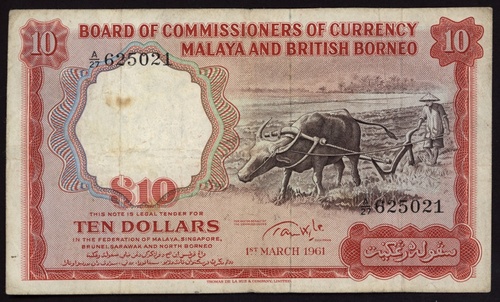 10
BOARD OF COMMISSIONERS OF CURRENCY
MALAYA AND BRITISH BORNEO
10
A/27 625021
$10
THIS NOTE IS LEGAL TENDER FOR
TEN DOLLARS
IN THE FEDERATION OF MALAYA, SINGAPORE,
BRUNEI, SARAWAK AND NORTH BORNEO
A/27 625021
1ST MARCH 1961
سڤوله رڠݢيت
THOMAS DE LA RUE & COMPANY, LIMITED